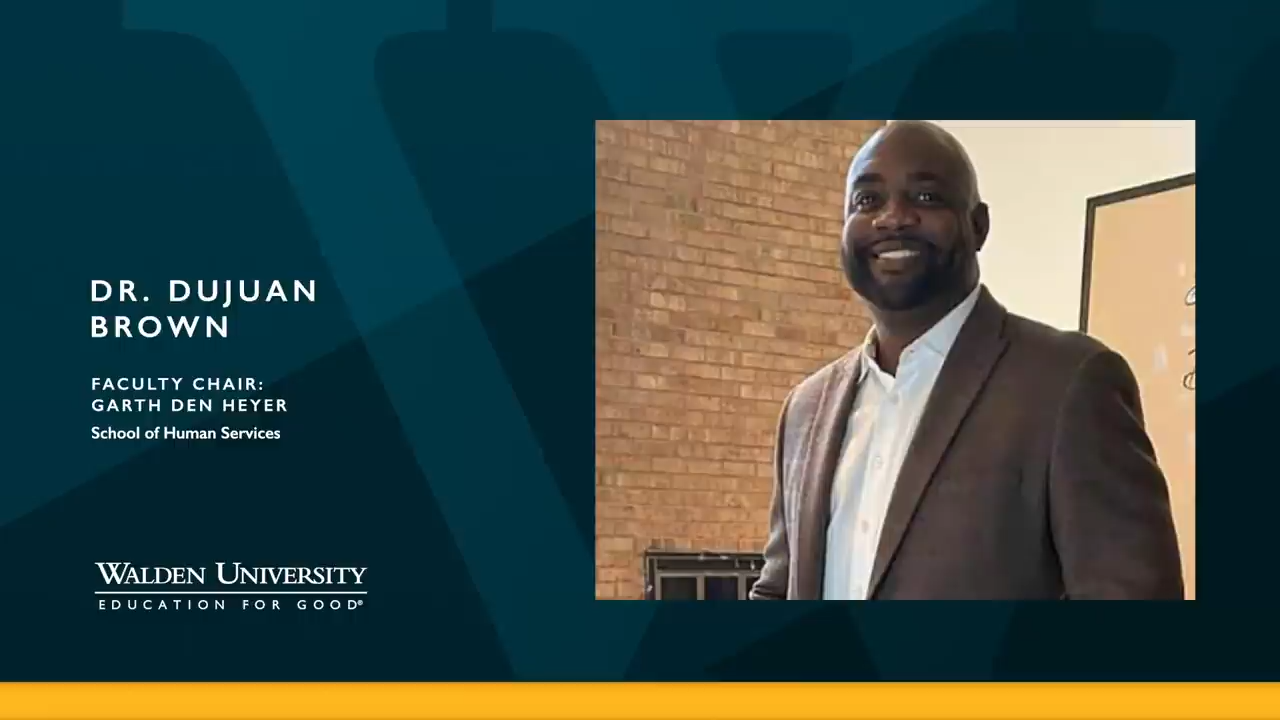 DR. DUJUAN
BROWN
FACULTY CHAIR:
GARTH DEN HEYER
School of Human Services
WALDEN UNIVERSITY
EDUCATION FOR GOOD®